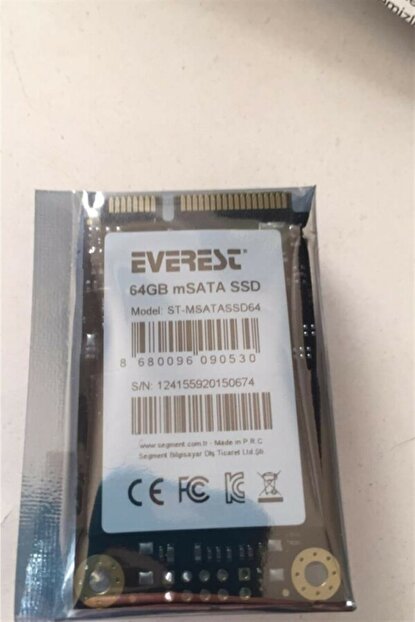 EVEREST
64GB mSATA SSD
Model: ST-MSATASSD64
8 680096 090530
S/N: 124155920150674
www.segment.com.tr - Made in P.R.C
Segment Bilgisayar Dış Ticaret Ltd.Şti.
CE FC